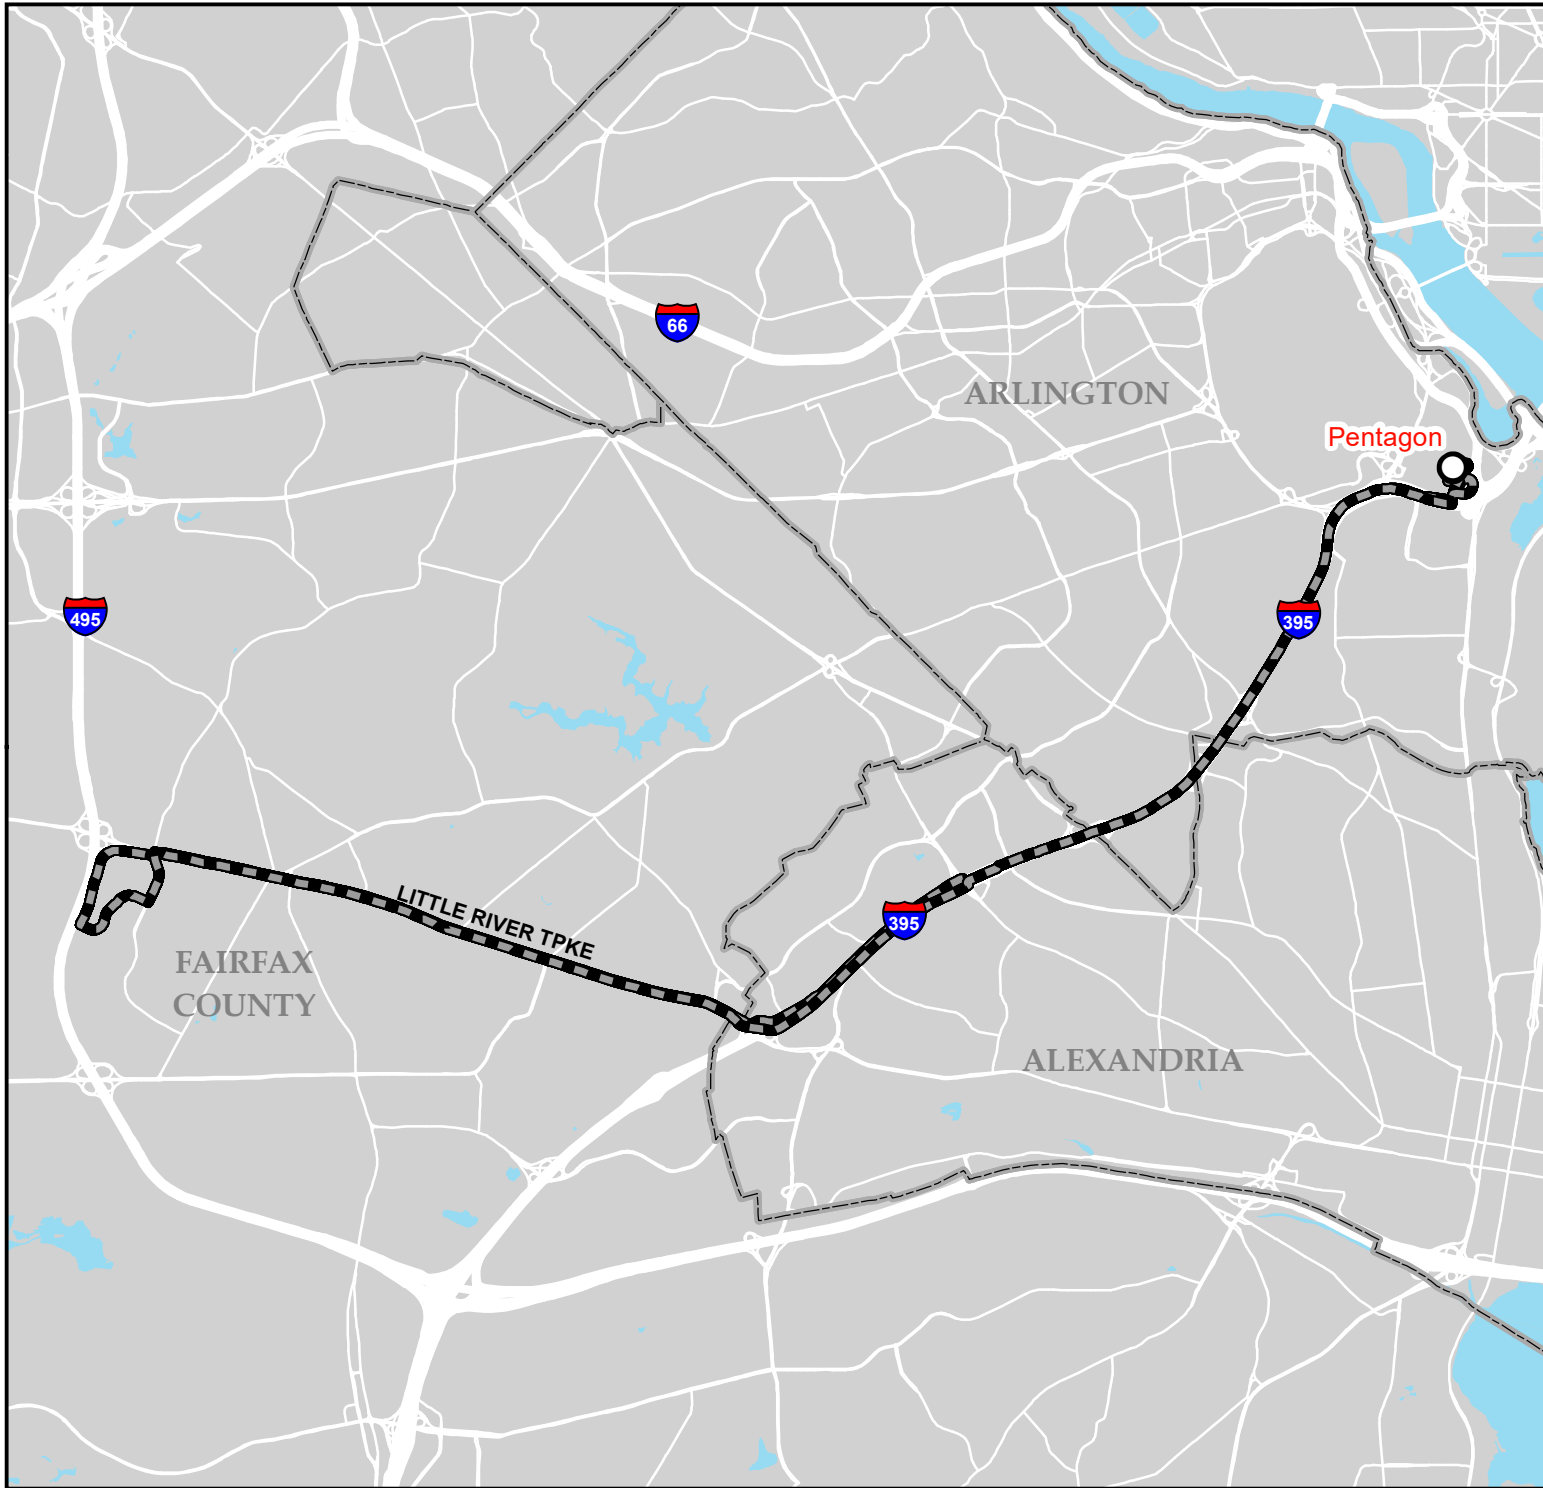 66
ARLINGTON
Pentagon
495
395
LITTLE RIVER TPKE
395
FAIRFAX
COUNTY
ALEXANDRIA